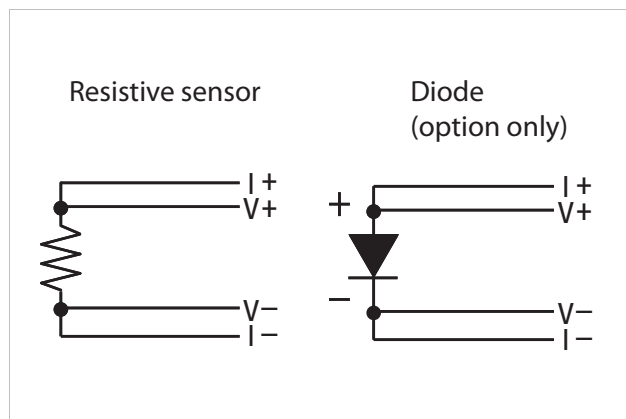 Resistive sensor
I+
V+
V−
I−
Diode
(option only)
+
−
I+
V+
V−
I−